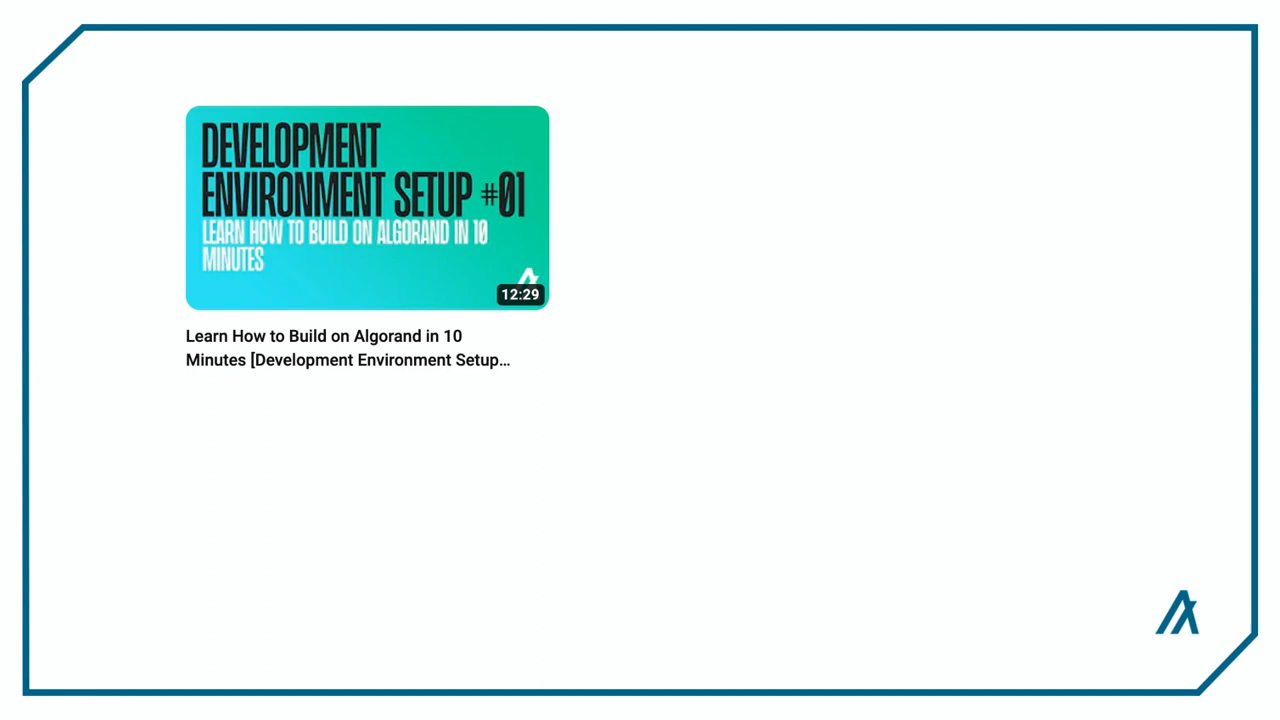 DEVELOPMENT
ENVIRONMENT SETUP #01
LEARN HOW TO BUILD ON ALGORAND IN 10
MINUTES
12:29
Learn How to Build on Algorand in 10
Minutes [Development Environment Setup...